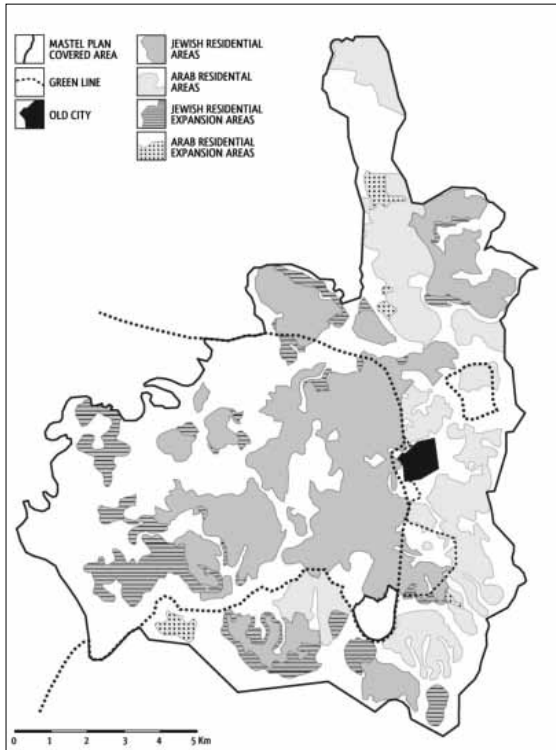 MASTEL PLAN
COVERED AREA
GREEN LINE
OLD CITY
JEWISH RESIDENTIAL
AREAS
ARAB RESIDENTAL
AREAS
JEWISH RESIDENTIAL
EXPANSION AREAS
ARAB RESIDENTIAL
EXPANSION AREAS
0 1 2 3 4 5 Km